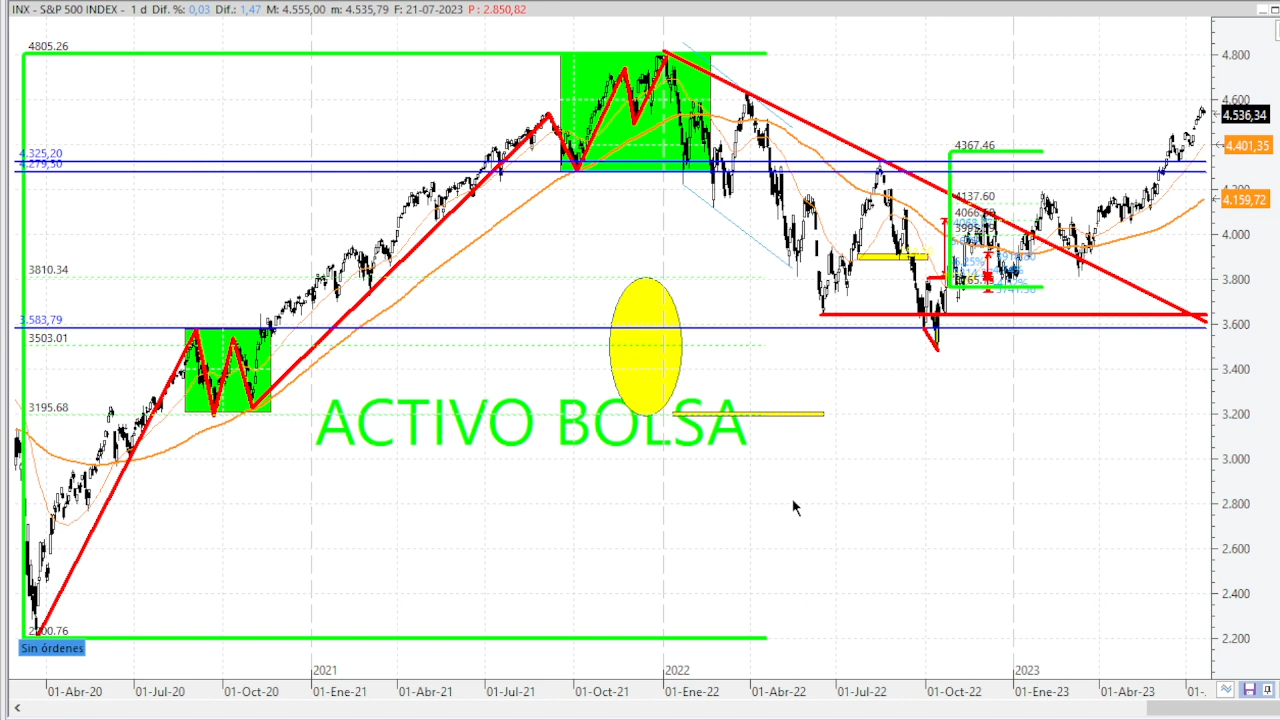 INX - S&P 500 INDEX - 1 d Dif. %: 0,03 Dif.: 1,47 M: 4.555,00 m: 4.535,79 F: 21-07-2023 P : 2.850,82
4805.26
4.800
4.600
4.536,34
4.401,35
4.325,20
4.279,50
4367.46
4.200
4.159,72
4137.60
4066.60
4.000
3810.34
3.800
3.583,79
3.600
3503.01
3.400
3195.68
3.200
ACTIVO BOLSA
3.000
2.800
2.600
2.400
2.200
Sin órdenes
2021
2022
2023
01-Abr-20
01-Jul-20
01-Oct-20
01-Ene-21
01-Abr-21
01-Jul-21
01-Oct-21
01-Ene-22
01-Abr-22
01-Jul-22
01-Oct-22
01-Ene-23
01-Abr-23
01-.